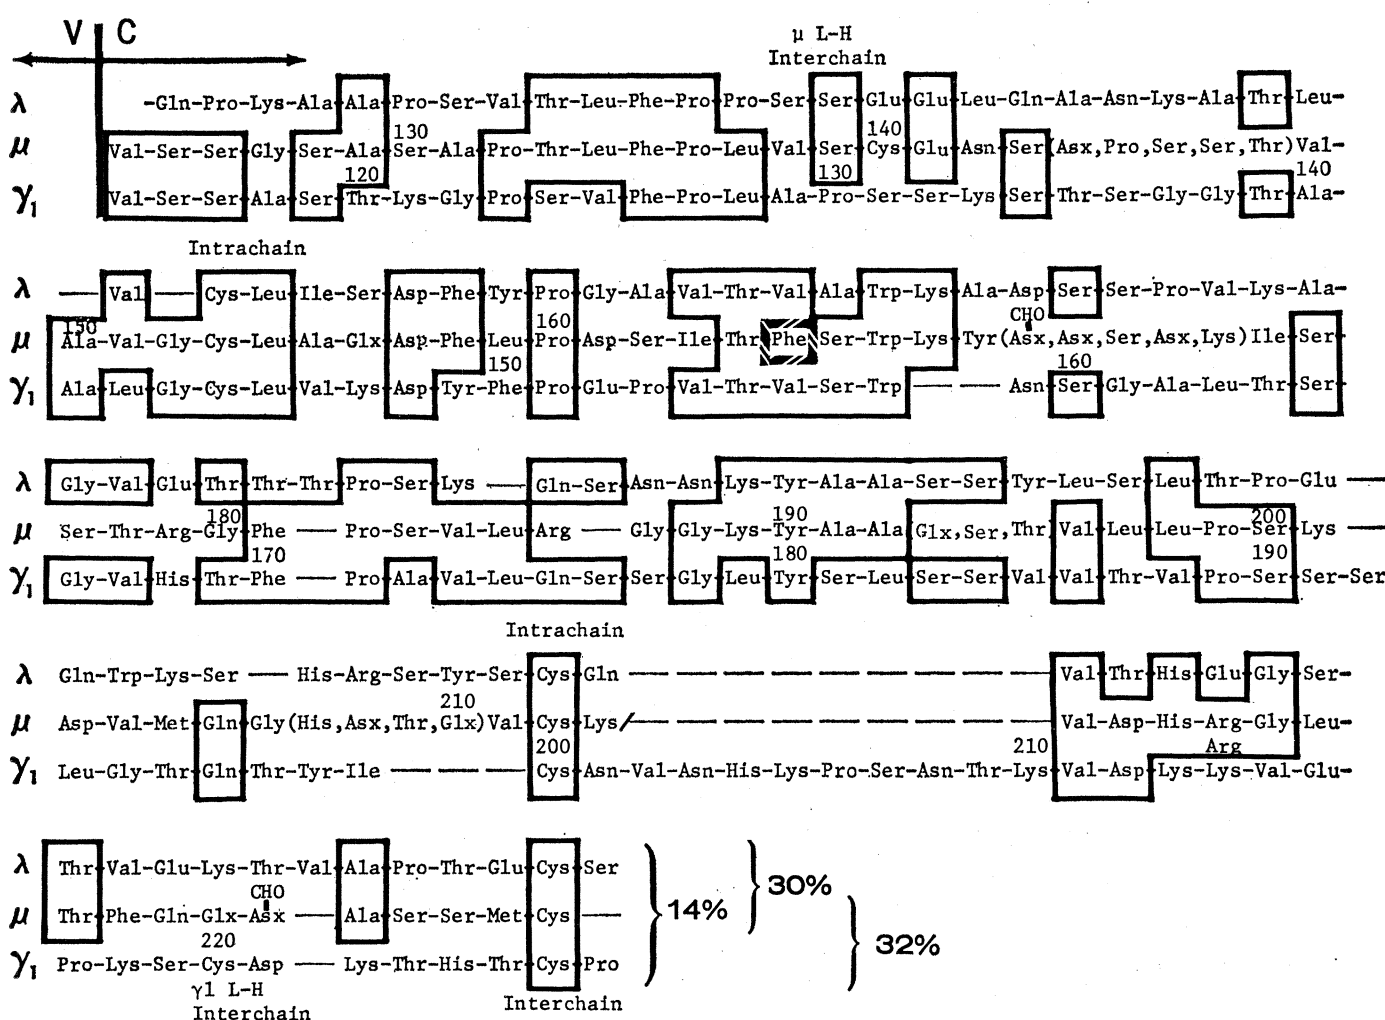 V C
μ L-H
Interchain
λ -Gln-Pro-Lys-Ala-Ala-Pro-Ser-Val-Thr-Leu-Phe-Pro-Pro-Ser-Ser-Glu-Glu-Leu-Gln-Ala-Asn-Lys-Ala-Thr-Leu-
130 140
μ Val-Ser-Ser-Gly-Ser-Ala-Ser-Ala-Pro-Thr-Leu-Phe-Pro-Leu-Val-Ser-Cys-Glu-Asn-Ser(Asx,Pro,Ser,Ser,Thr)Val-
120 130 140
γ1 Val-Ser-Ser-Ala-Ser-Thr-Lys-Gly-Pro-Ser-Val-Phe-Pro-Leu-Ala-Pro-Ser-Ser-Lys-Ser-Thr-Ser-Gly-Gly-Thr-Ala-
Intrachain
λ — Val — Cys-Leu-Ile-Ser-Asp-Phe-Tyr-Pro-Gly-Ala-Val-Thr-Val-Ala-Trp-Lys-Ala-Asp-Ser-Ser-Pro-Val-Lys-Ala-
150 160 CHO
μ Ala-Val-Gly-Cys-Leu-Ala-Glx-Asp-Phe-Leu-Pro-Asp-Ser-Ile-Thr-Phe-Ser-Trp-Lys-Tyr(Asx,Asx,Ser,Asx,Lys)Ile-Ser-
150 160
γ1 Ala-Leu-Gly-Cys-Leu-Val-Lys-Asp-Tyr-Phe-Pro-Glu-Pro-Val-Thr-Val-Ser-Trp — — Asn-Ser-Gly-Ala-Leu-Thr-Ser-
λ Gly-Val-Glu-Thr-Thr-Thr-Pro-Ser-Lys — Gln-Ser-Asn-Asn-Lys-Tyr-Ala-Ala-Ser-Ser-Tyr-Leu-Ser-Leu-Thr-Pro-Glu —
180 190 200
μ Ser-Thr-Arg-Gly-Phe — Pro-Ser-Val-Leu-Arg — Gly-Gly-Lys-Tyr-Ala-Ala(Glx,Ser,Thr)Val-Leu-Leu-Pro-Ser-Lys —
170 180 190
γ1 Gly-Val-His-Thr-Phe — Pro-Ala-Val-Leu-Gln-Ser-Ser-Gly-Leu-Tyr-Ser-Leu-Ser-Ser-Val-Val-Thr-Val-Pro-Ser-Ser-Ser
Intrachain
λ Gln-Trp-Lys-Ser — His-Arg-Ser-Tyr-Ser-Cys-Gln — — — — — — — — — Val-Thr-His-Glu-Gly-Ser-
210
μ Asp-Val-Met-Gln-Gly(His,Asx,Thr,Glx)Val-Cys-Lys/— — — — — — — — — Val-Asp-His-Arg-Gly-Leu-
200 210 Arg
γ1 Leu-Gly-Thr-Gln-Thr-Tyr-Ile — — — Cys-Asn-Val-Asn-His-Lys-Pro-Ser-Asn-Thr-Lys-Val-Asp-Lys-Lys-Val-Glu-
λ Thr-Val-Glu-Lys-Thr-Val-Ala-Pro-Thr-Glu-Cys-Ser
CHO
μ Thr-Phe-Gln-Glx-Asx — Ala-Ser-Ser-Met-Cys —
220
γ1 Pro-Lys-Ser-Cys-Asp — Lys-Thr-His-Thr-Cys-Pro
γ1 L-H
Interchain
Interchain
14%
30%
32%